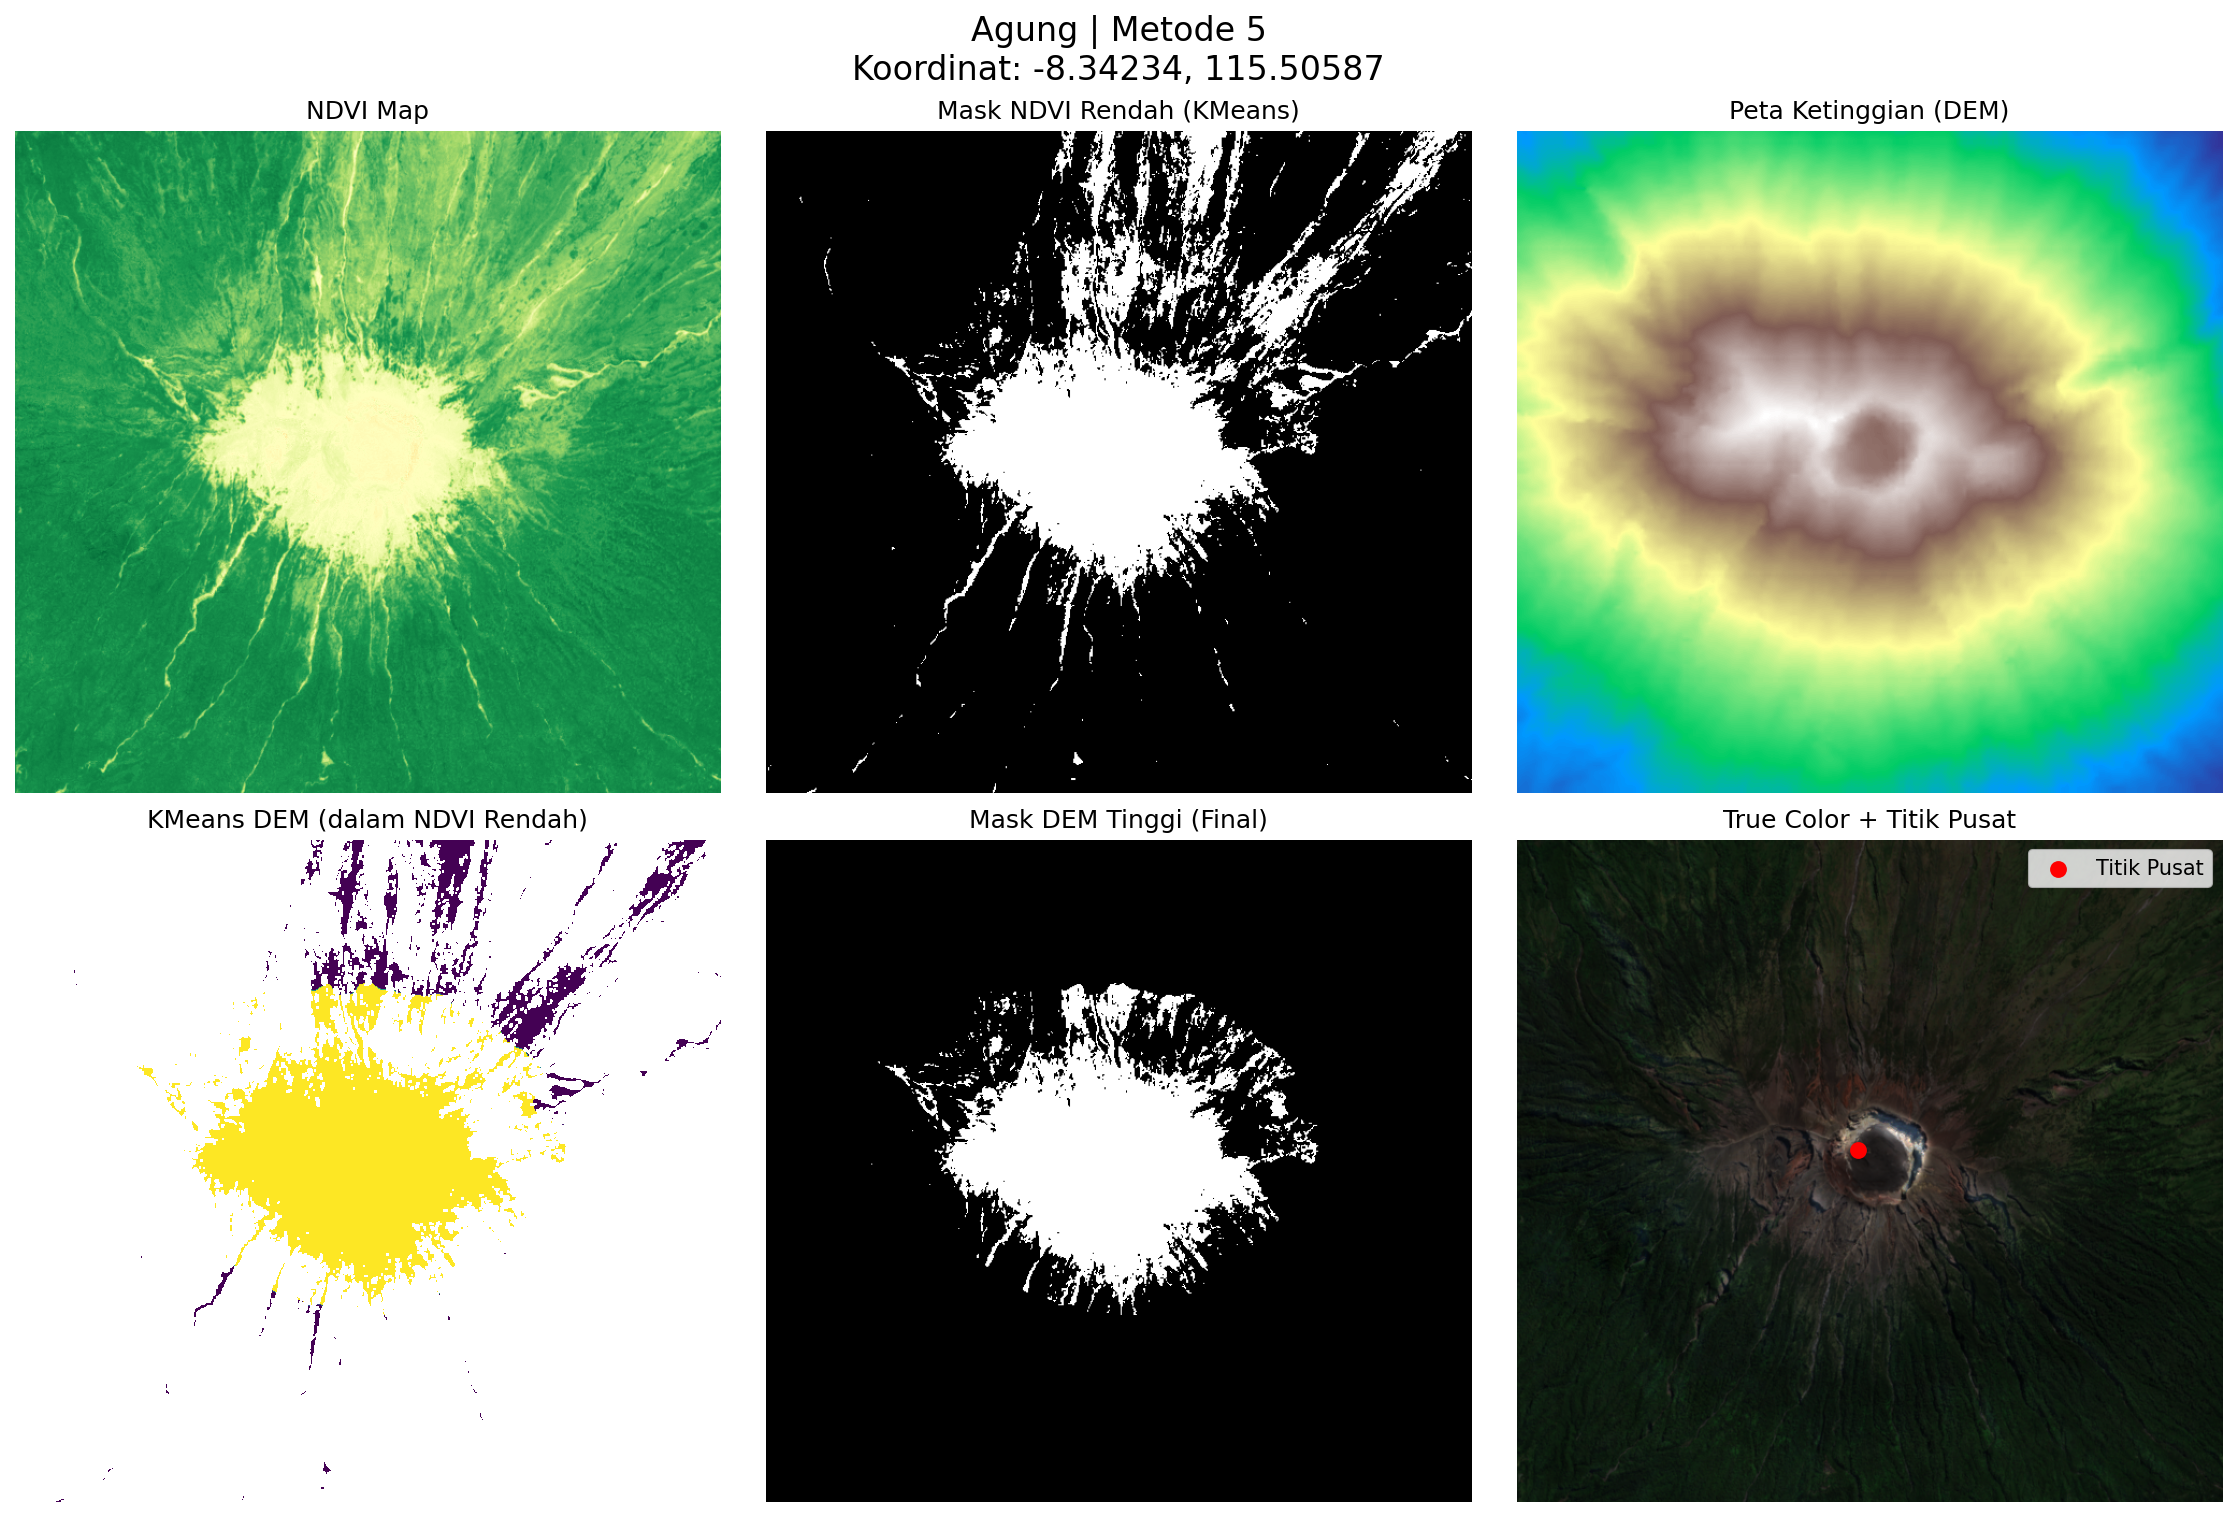 Agung | Metode 5
Koordinat: -8.34234, 115.50587
NDVI Map
Mask NDVI Rendah (KMeans)
Peta Ketinggian (DEM)
KMeans DEM (dalam NDVI Rendah)
Mask DEM Tinggi (Final)
True Color + Titik Pusat
Titik Pusat